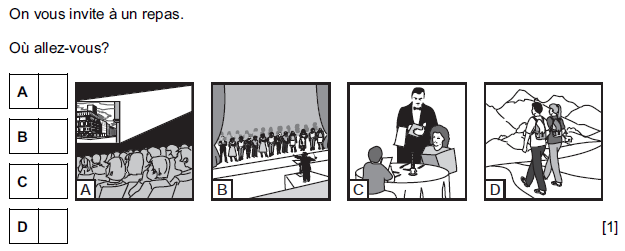 On vous invite à un repas.
Où allez-vous?
A
B
C
D
A
B
C
D
[1]